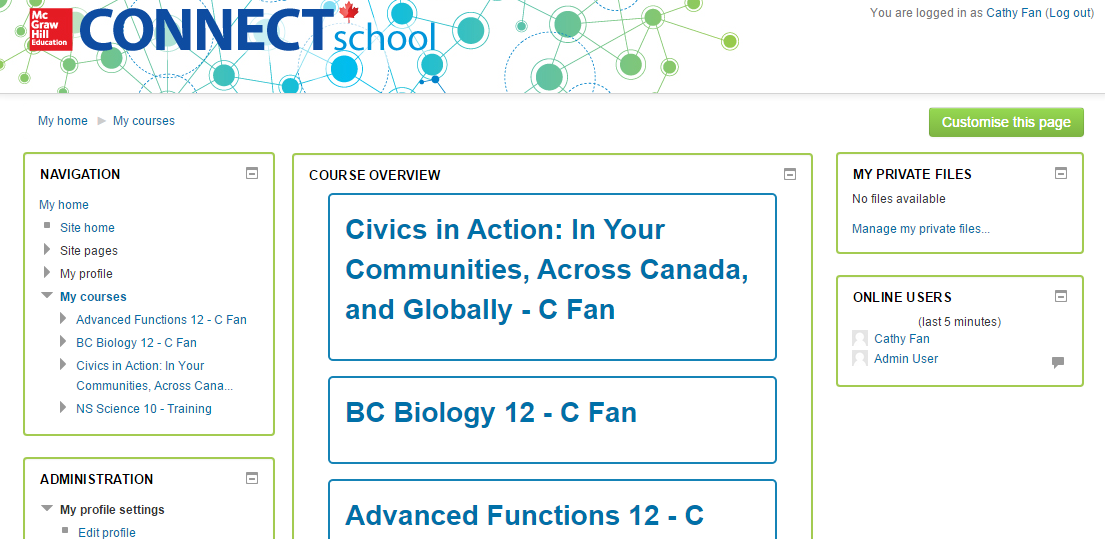 Mc
Graw
Hill
Education
CONNECT school
You are logged in as Cathy Fan (Log out)
My home
My courses
Customise this page
NAVIGATION
My home
Site home
Site pages
My profile
My courses
Advanced Functions 12 - C Fan
BC Biology 12 - C Fan
Civics in Action: In Your
Communities, Across Cana...
NS Science 10 - Training
ADMINISTRATION
My profile settings
Edit profile
COURSE OVERVIEW
Civics in Action: In Your
Communities, Across Canada,
and Globally - C Fan
BC Biology 12 - C Fan
Advanced Functions 12 - C
MY PRIVATE FILES
No files available
Manage my private files...
ONLINE USERS
(last 5 minutes)
Cathy Fan
Admin User